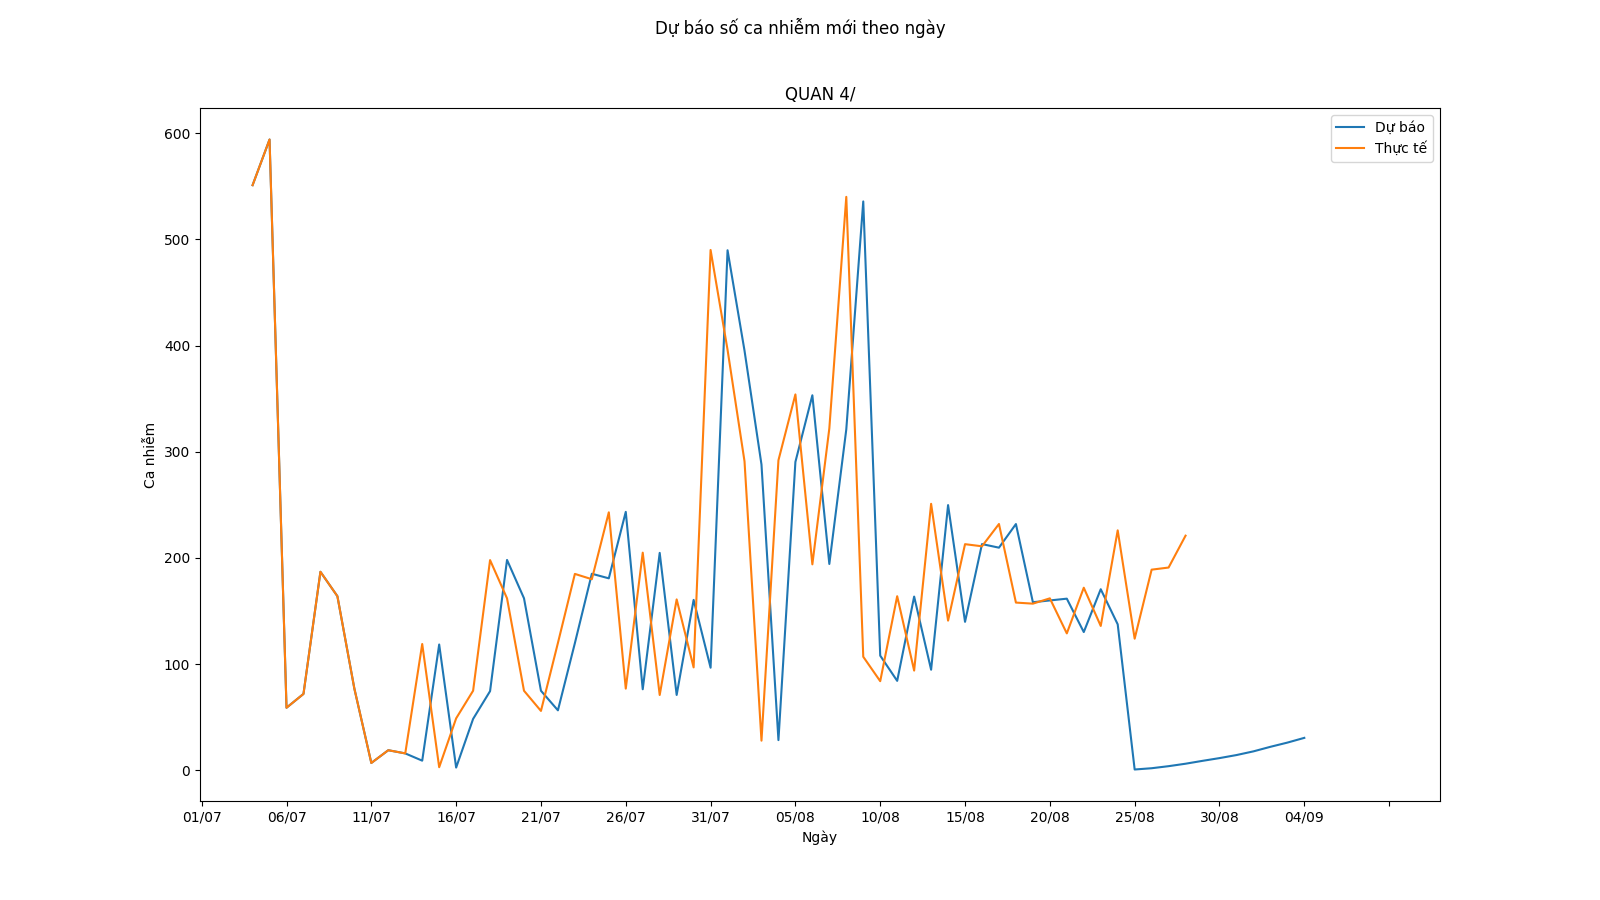 Dự báo số ca nhiễm mới theo ngày
QUAN 4/
Dự báo
Thực tế
600
500
400
300
200
100
0
Ca nhiễm
01/07 06/07 11/07 16/07 21/07 26/07 31/07 05/08 10/08 15/08 20/08 25/08 30/08 04/09
Ngày